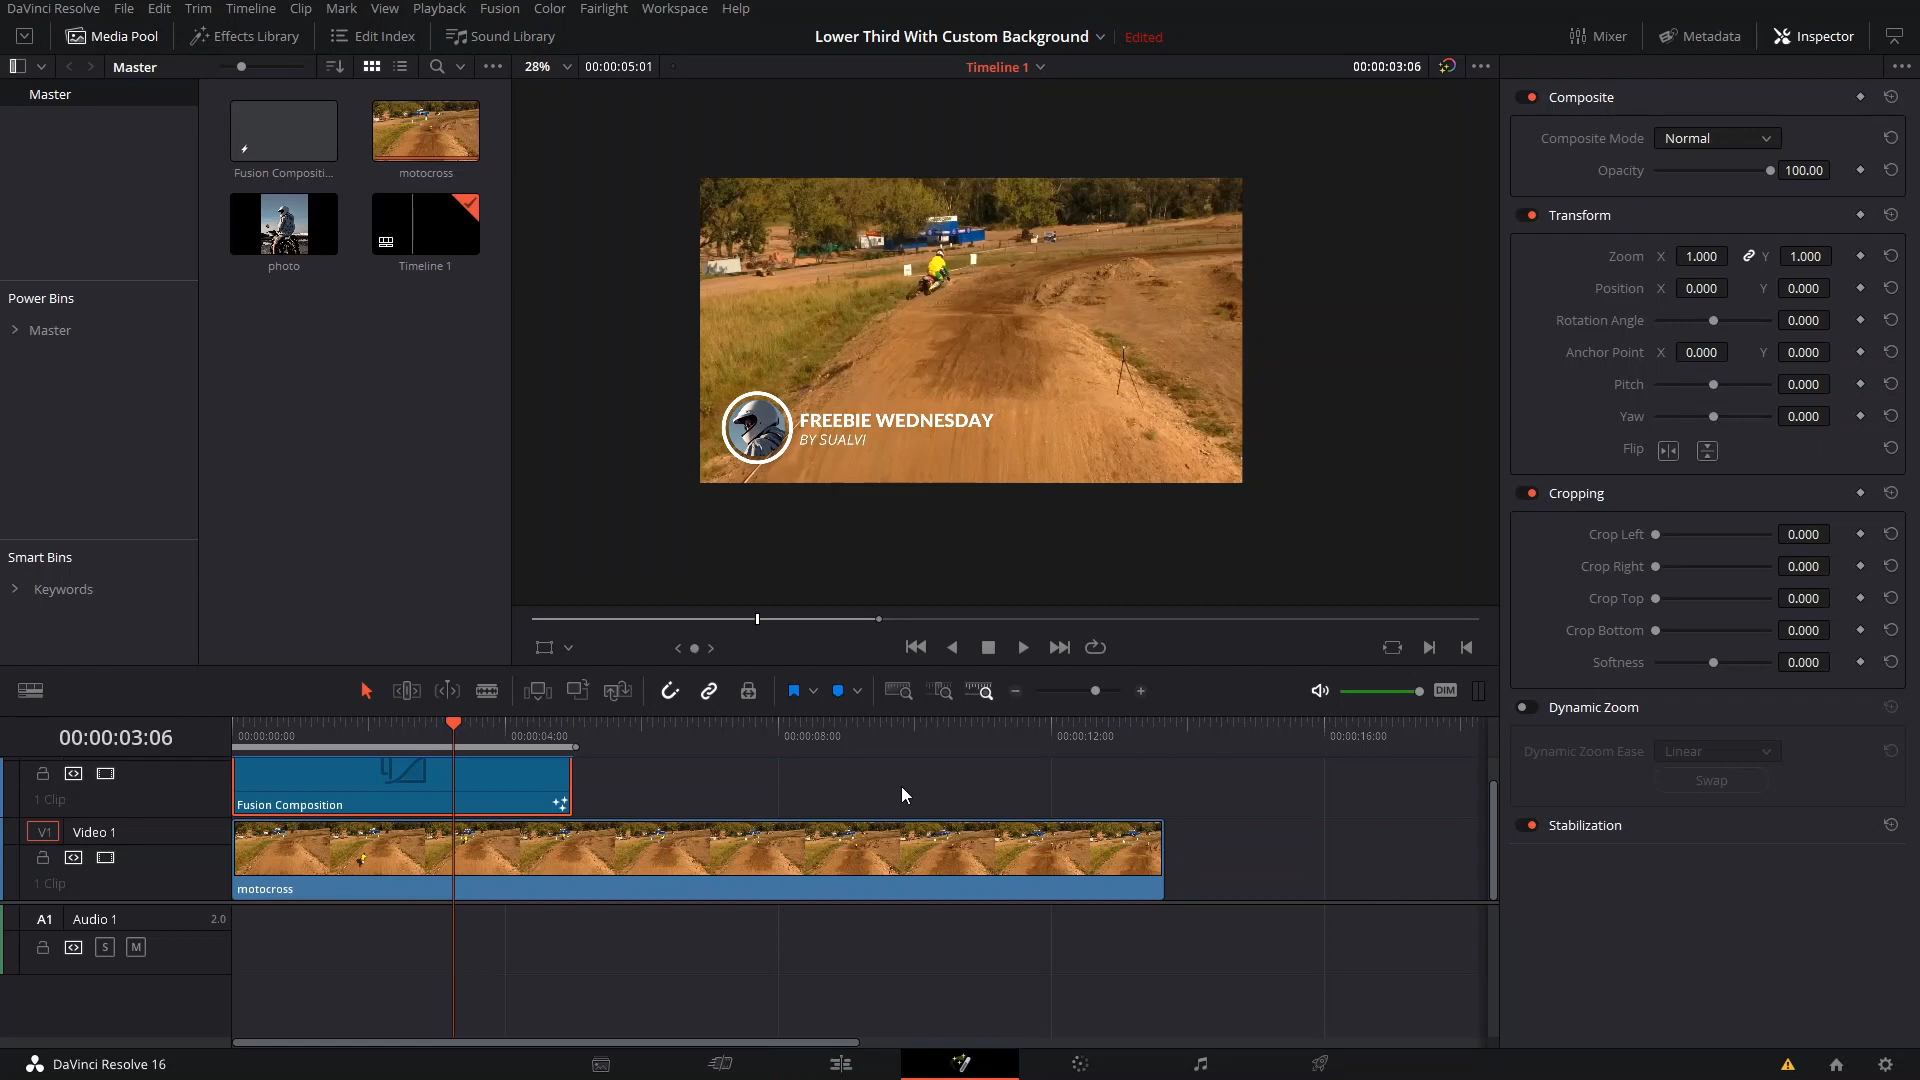 DaVinci Resolve File Edit Trim Timeline Clip Mark View Playback Fusion Color Fairlight Workspace Help
Media Pool Effects Library Edit Index Sound Library Lower Third With Custom Background Edited Mixer Metadata Inspector
Master 28% 00:00:05:01 Timeline 1 00:00:03:06
Master
Composite
Composite Mode Normal
Opacity 100.00
Fusion Compositi... motocross
Transform
Zoom X 1.000 Y 1.000
photo Timeline 1
Position X 0.000 Y 0.000
Power Bins
Rotation Angle 0.000
Master
Anchor Point X 0.000 Y 0.000
Pitch 0.000
Yaw 0.000
FREEBIE WEDNESDAY
BY SUALVI
Flip
Cropping
Crop Left 0.000
Smart Bins
Crop Right 0.000
Keywords
Crop Top 0.000
Crop Bottom 0.000
Softness 0.000
DIM
Dynamic Zoom
00:00:03:06 00:00:00:00 00:00:04:00 00:00:08:00 00:00:12:00 00:00:16:00
Dynamic Zoom Ease Linear
Swap
1 Clip
Fusion Composition
V1 Video 1
Stabilization
1 Clip
motocross
A1 Audio 1 2.0
S M
DaVinci Resolve 16